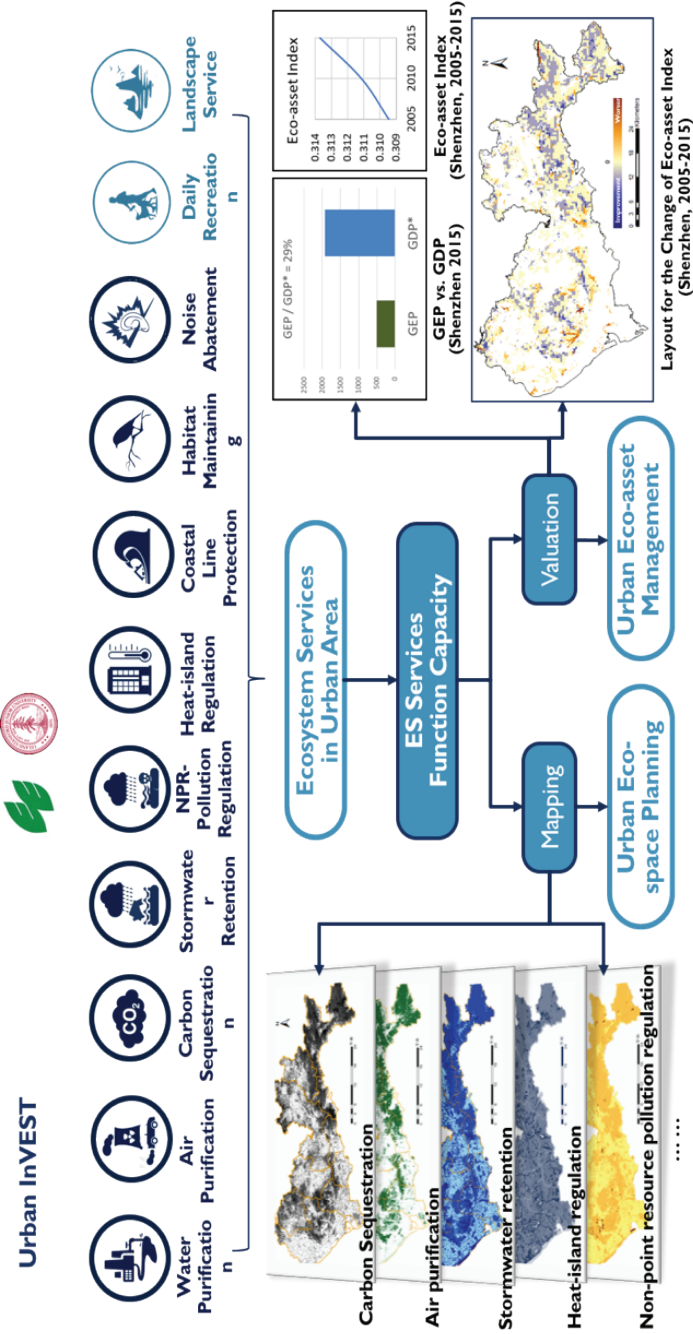 Urban InVEST
Water
Purificatio
n
Air
Purification
CO₂
Carbon
Sequestratio
n
Stormwate
r
Retention
NPR-
Pollution
Regulation
Heat-island
Regulation
Coastal
Line
Protection
Habitat
Maintainin
g
Noise
Abatement
Daily
Recreatio
n
Landscape
Service
Ecosystem Services
in Urban Area
ES Services
Function Capacity
Mapping
Valuation
Urban Eco-
space Planning
Urban Eco-asset
Management
Carbon Sequestration
Air purification
Stormwater retention
Heat-island regulation
Non-point resource pollution regulation
... ...
GEP / GDP* = 29%
2500
2000
1500
1000
500
0
GEP
GDP*
GEP vs. GDP
(Shenzhen 2015)
Eco-asset Index
0.314
0.313
0.312
0.311
0.310
0.309
2005
2010
2015
Eco-asset Index
(Shenzhen, 2005-2015)
N
Improvement
0
Worse
Layout for the Change of Eco-asset Index
(Shenzhen, 2005-2015)